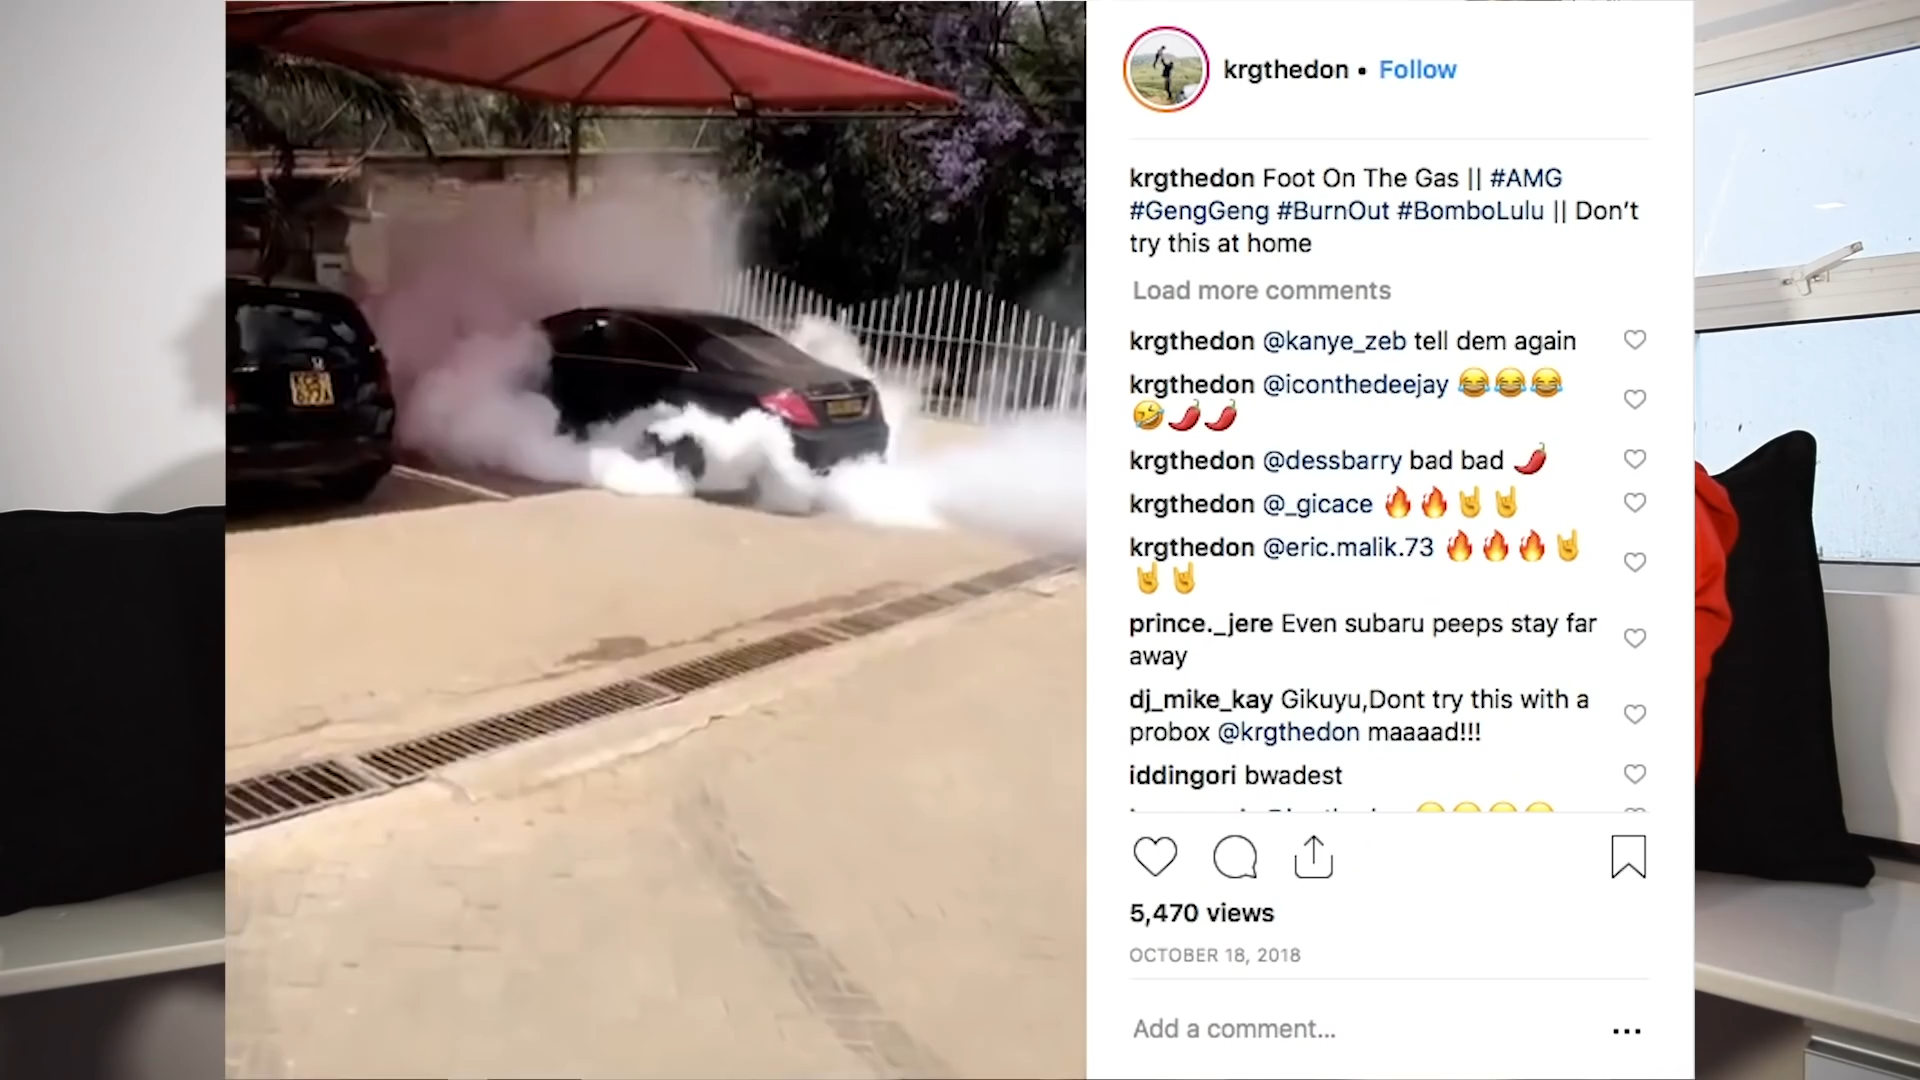 krgthedon • Follow
krgthedon Foot On The Gas || #AMG
#GengGeng #BurnOut #BomboLulu || Don't
try this at home
Load more comments
krgthedon @kanye_zeb tell dem again
krgthedon @iconthedeejay 😂😂😂
🤣🌶️🌶️
krgthedon @dessbarry bad bad 🌶️
krgthedon @_gicace 🔥🔥🤘🤘
krgthedon @eric.malik.73 🔥🔥🔥🤘
🤘🤘
prince._jere Even subaru peeps stay far
away
dj_mike_kay Gikuyu,Dont try this with a
probox @krgthedon maaaad!!!
iddingori bwadest
5,470 views
OCTOBER 18, 2018
Add a comment...